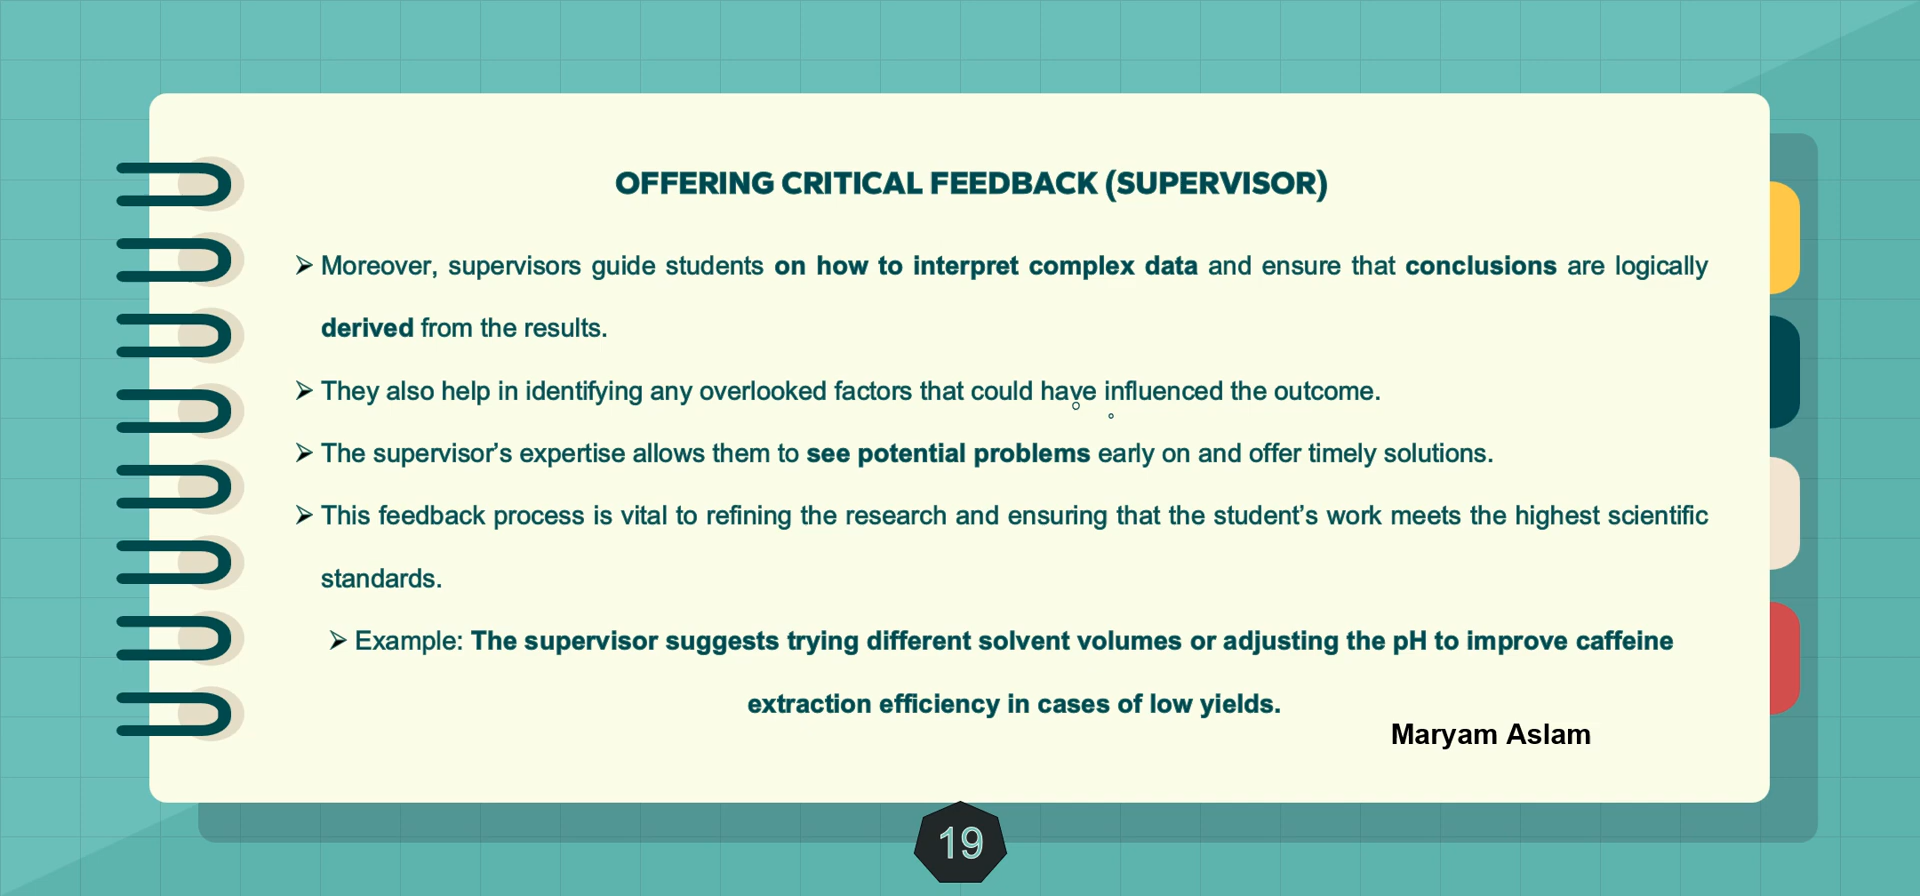 OFFERING CRITICAL FEEDBACK (SUPERVISOR)
➢ Moreover, supervisors guide students on how to interpret complex data and ensure that conclusions are logically
derived from the results.
➢ They also help in identifying any overlooked factors that could have influenced the outcome.
➢ The supervisor’s expertise allows them to see potential problems early on and offer timely solutions.
➢ This feedback process is vital to refining the research and ensuring that the student’s work meets the highest scientific
standards.
➢ Example: The supervisor suggests trying different solvent volumes or adjusting the pH to improve caffeine
extraction efficiency in cases of low yields.
Maryam Aslam
19